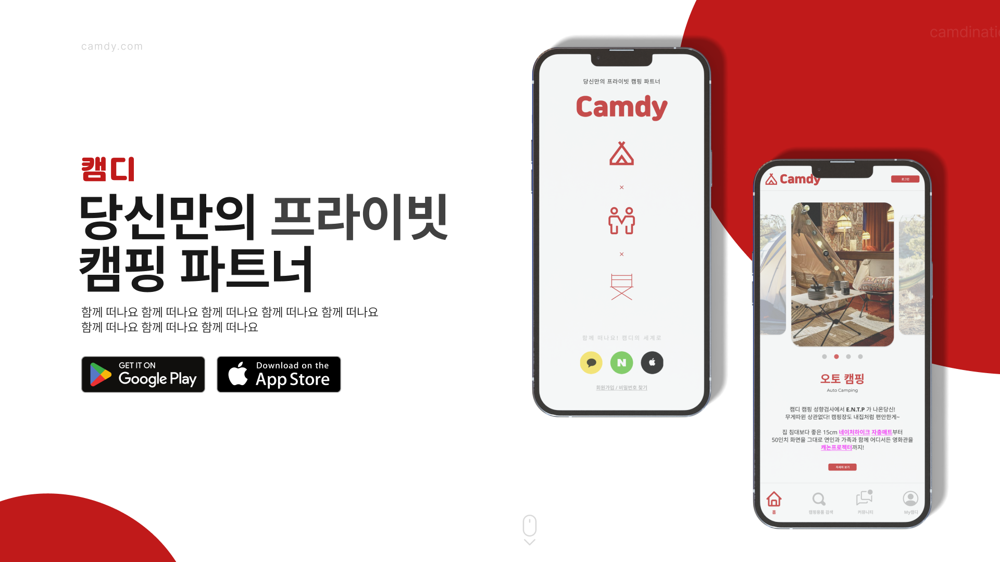 camdy.com
camdinatio
캠디
당신만의 프라이빗
캠핑 파트너
함께 떠나요 함께 떠나요 함께 떠나요 함께 떠나요 함께 떠나요
함께 떠나요 함께 떠나요 함께 떠나요
GET IT ON
Google Play
Download on the
App Store
당신만의 프라이빗 캠핑 파트너
Camdy
×
×
함께 떠나요! 캠디의 세계로
N
회원가입 / 비밀번호 찾기
Camdy
로그인
오토 캠핑
Auto Camping
캠디 캠핑 성향검사에서 E.N.T.P 가 나온당신!
무게따윈 상관없다! 캠핑장도 내집처럼 편안한게~
집 침대보다 좋은 15cm 네이처하이크 자충매트부터
50인치 화면을 그대로 연인과 가족과 함께 어디서든 영화관을
캐논프로젝터까지!
자세히 보기
홈
캠핑용품 검색
커뮤니티
My캠디